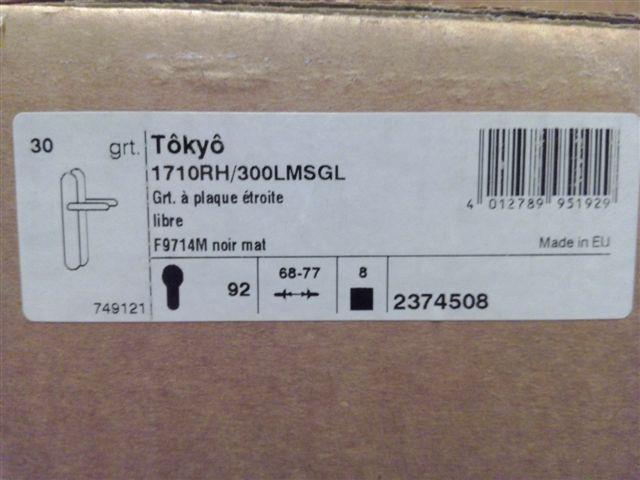 30 grt. Tôkyô
1710RH/300LMSGL
Grt. à plaque étroite
libre
F9714M noir mat
4 012789 951929
Made in EU
749121
92
68-77
8
2374508